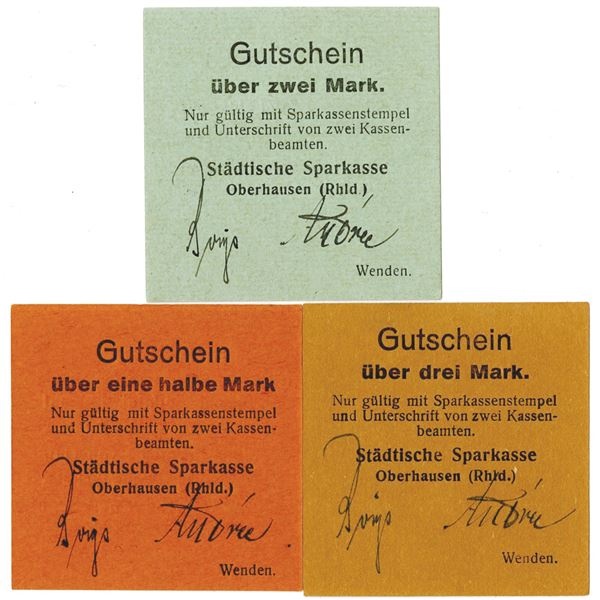 Gutschein
über zwei Mark.
Nur gültig mit Sparkassenstempel
und Unterschrift von zwei Kassen-
beamten.
Städtische Sparkasse
Oberhausen (Rhld.)
Wenden.
Gutschein
über eine halbe Mark
Nur gültig mit Sparkassenstempel
und Unterschrift von zwei Kassen-
beamten.
Städtische Sparkasse
Oberhausen (Rhld.)
Wenden.
Gutschein
über drei Mark.
Nur gültig mit Sparkassenstempel
und Unterschrift von zwei Kassen-
beamten.
Städtische Sparkasse
Oberhausen (Rhld.)
Wenden.